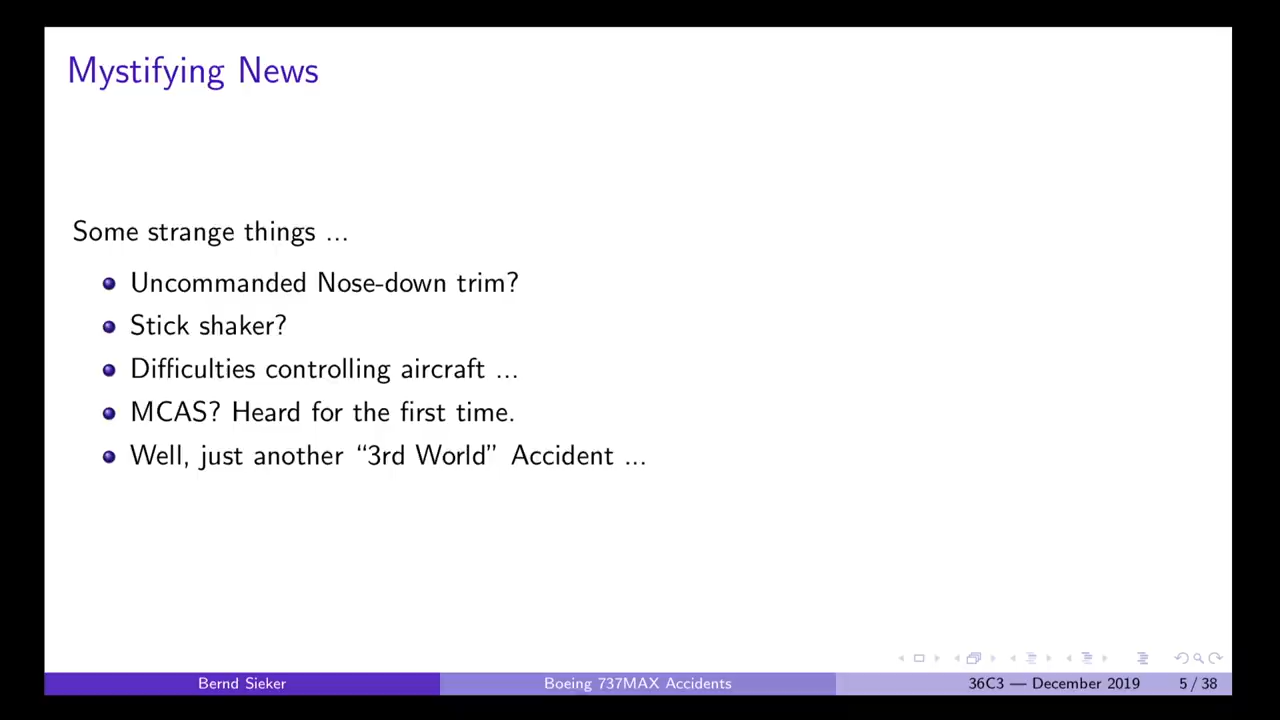 Mystifying News
Some strange things ...
Uncommanded Nose-down trim?
Stick shaker?
Difficulties controlling aircraft ...
MCAS? Heard for the first time.
Well, just another “3rd World” Accident ...
Bernd Sieker
Boeing 737MAX Accidents
36C3 — December 2019
5 / 38